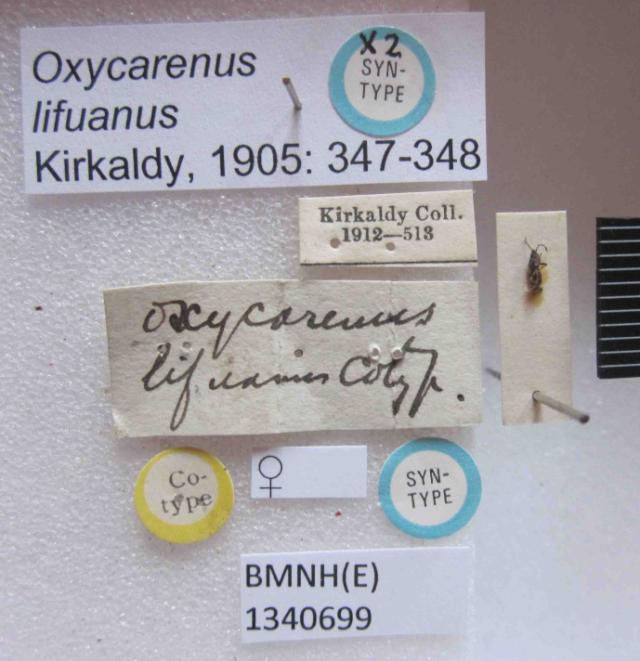 Oxycarenus
lifuanus
Kirkaldy, 1905: 347-348
X2
SYN-
TYPE
Kirkaldy Coll.
1912—513
Oxycarenus
lifuanus Cotyp.
Co-
type
♀
SYN-
TYPE
BMNH(E)
1340699